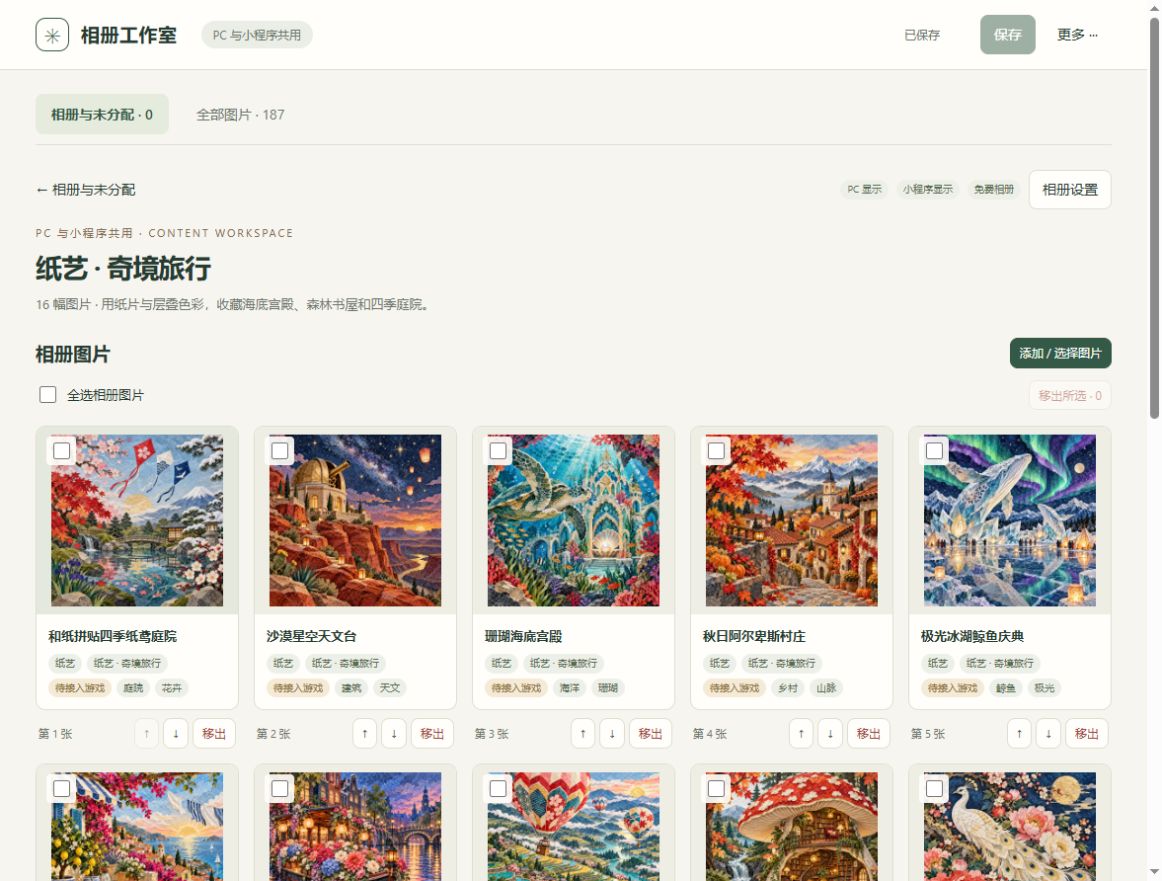 相册工作室
PC 与小程序共用
已保存
保存
更多 ···
相册与未分配 · 0
全部图片 · 187
← 相册与未分配
PC 显示
小程序显示
免费相册
相册设置
PC 与小程序共用 · CONTENT WORKSPACE
纸艺 · 奇境旅行
16 幅图片 · 用纸片与层叠色彩，收藏海底宫殿、森林书屋和四季庭院。
相册图片
添加 / 选择图片
全选相册图片
移出所选 · 0
和纸拼贴四季纸鸢庭院
纸艺 纸艺 · 奇境旅行
待接入游戏 庭院 花卉
第 1 张 ↑ ↓ 移出
沙漠星空天文台
纸艺 纸艺 · 奇境旅行
待接入游戏 建筑 天文
第 2 张 ↑ ↓ 移出
珊瑚海底宫殿
纸艺 纸艺 · 奇境旅行
待接入游戏 海洋 珊瑚
第 3 张 ↑ ↓ 移出
秋日阿尔卑斯村庄
纸艺 纸艺 · 奇境旅行
待接入游戏 乡村 山脉
第 4 张 ↑ ↓ 移出
极光冰湖鲸鱼庆典
纸艺 纸艺 · 奇境旅行
待接入游戏 鲸鱼 极光
第 5 张 ↑ ↓ 移出